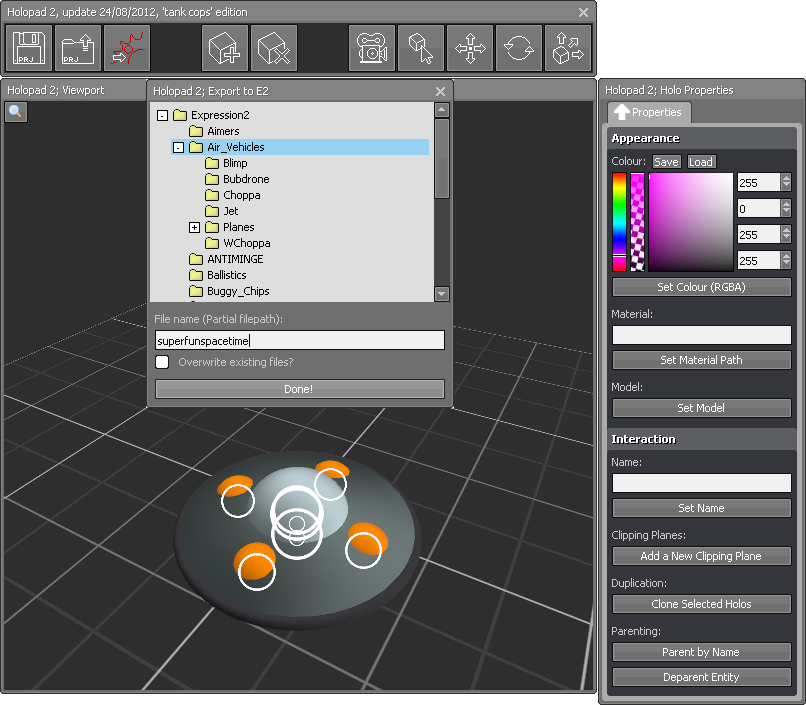 Holopad 2, update 24/08/2012, 'tank cops' edition
PRJ
PRJ
Holopad 2; Viewport
Holopad 2; Export to E2
Expression2
Aimers
Air_Vehicles
Blimp
Bubdrone
Choppa
Jet
Planes
WChoppa
ANTIMINGE
Ballistics
Buggy_Chips
File name (Partial filepath):
superfunspacetime
Overwrite existing files?
Done!
Holopad 2; Holo Properties
Properties
Appearance
Colour: Save Load
255
0
255
255
Set Colour (RGBA)
Material:
Set Material Path
Model:
Set Model
Interaction
Name:
Set Name
Clipping Planes:
Add a New Clipping Plane
Duplication:
Clone Selected Holos
Parenting:
Parent by Name
Deparent Entity